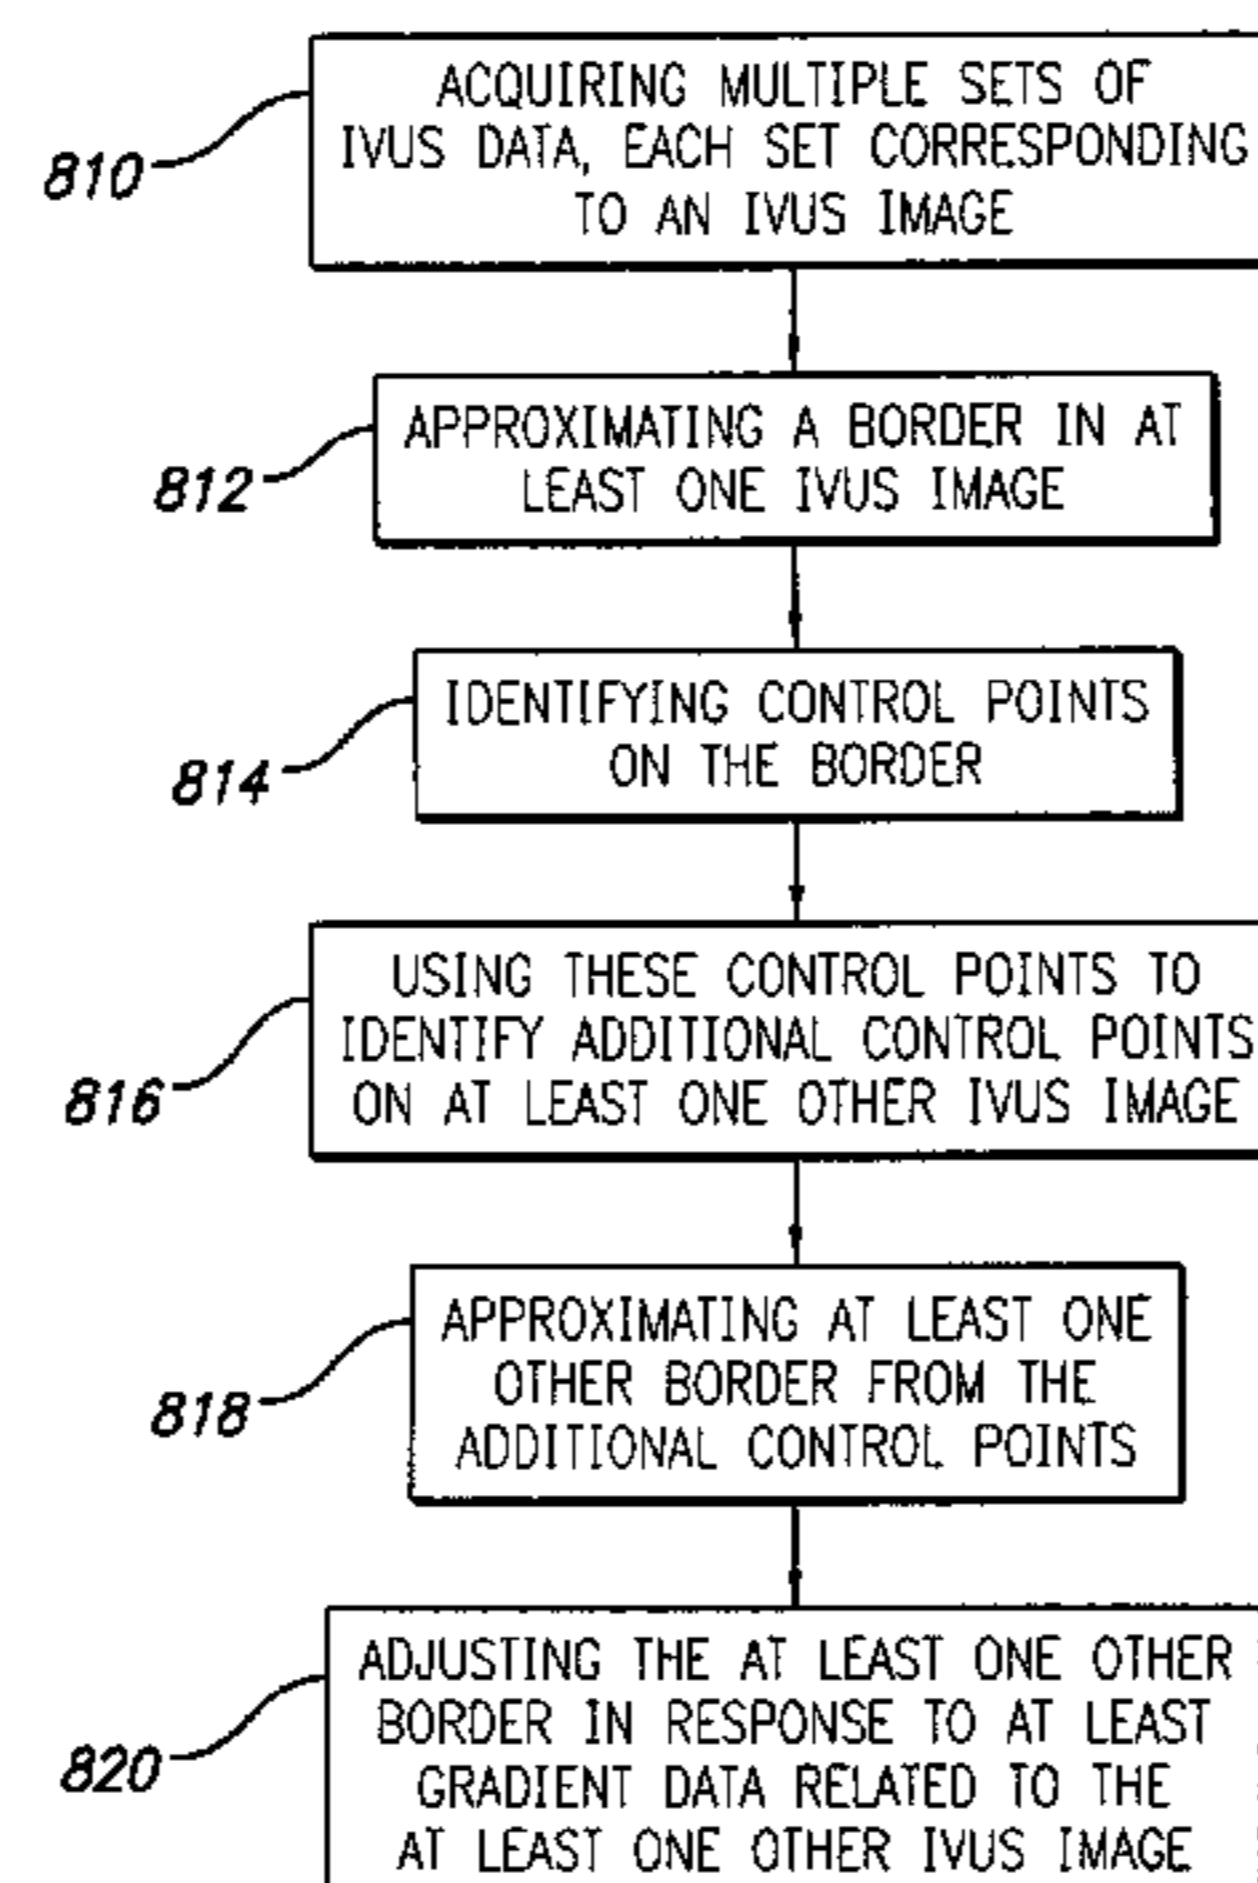 810
ACQUIRING MULTIPLE SETS OF
IVUS DATA, EACH SET CORRESPONDING
TO AN IVUS IMAGE
812
APPROXIMATING A BORDER IN AT
LEAST ONE IVUS IMAGE
814
IDENTIFYING CONTROL POINTS
ON THE BORDER
816
USING THESE CONTROL POINTS TO
IDENTIFY ADDITIONAL CONTROL POINTS
ON AT LEAST ONE OTHER IVUS IMAGE
818
APPROXIMATING AT LEAST ONE
OTHER BORDER FROM THE
ADDITIONAL CONTROL POINTS
820
ADJUSTING THE AT LEAST ONE OTHER
BORDER IN RESPONSE TO AT LEAST
GRADIENT DATA RELATED TO THE
AT LEAST ONE OTHER IVUS IMAGE